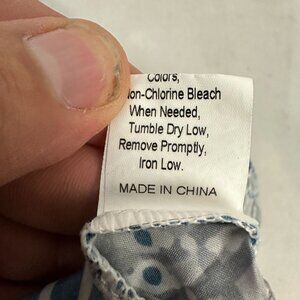 Colors,
on-Chlorine Bleach
When Needed,
Tumble Dry Low,
Remove Promptly,
Iron Low.
MADE IN CHINA